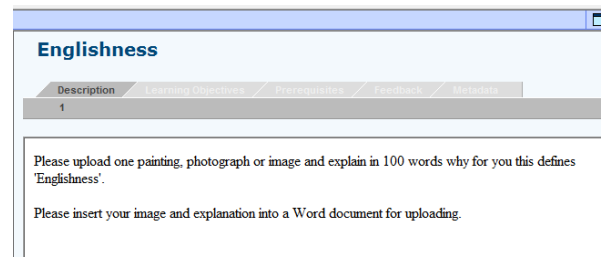 Englishness
Description Learning Objectives Prerequisites Feedback Metadata
1
Please upload one painting, photograph or image and explain in 100 words why for you this defines
'Englishness'.
Please insert your image and explanation into a Word document for uploading.